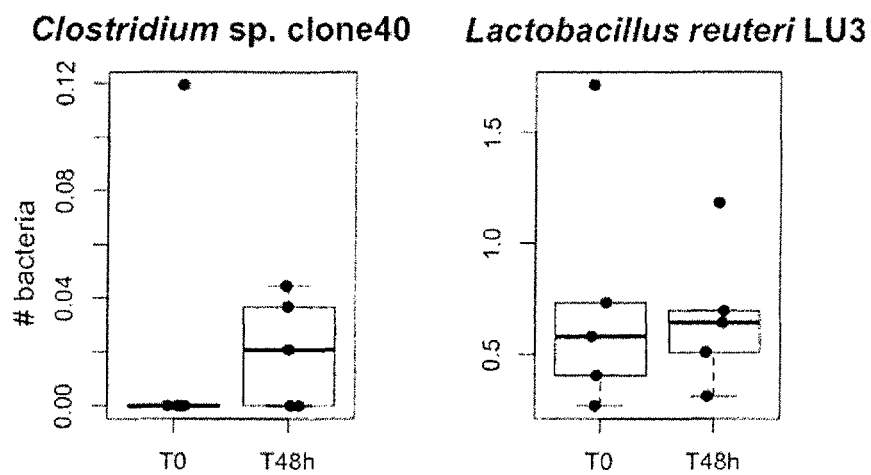 Clostridium sp. clone40
Lactobacillus reuteri LU3
# bacteria
0.12
0.08
0.04
0.00
T0
T48h
1.5
1.0
0.5
T0
T48h